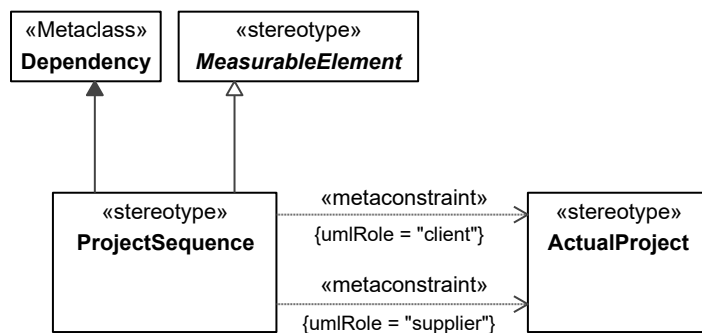 «Metaclass»
Dependency
«stereotype»
MeasurableElement
«stereotype»
ProjectSequence
«metaconstraint»
{umlRole = "client"}
«metaconstraint»
{umlRole = "supplier"}
«stereotype»
ActualProject